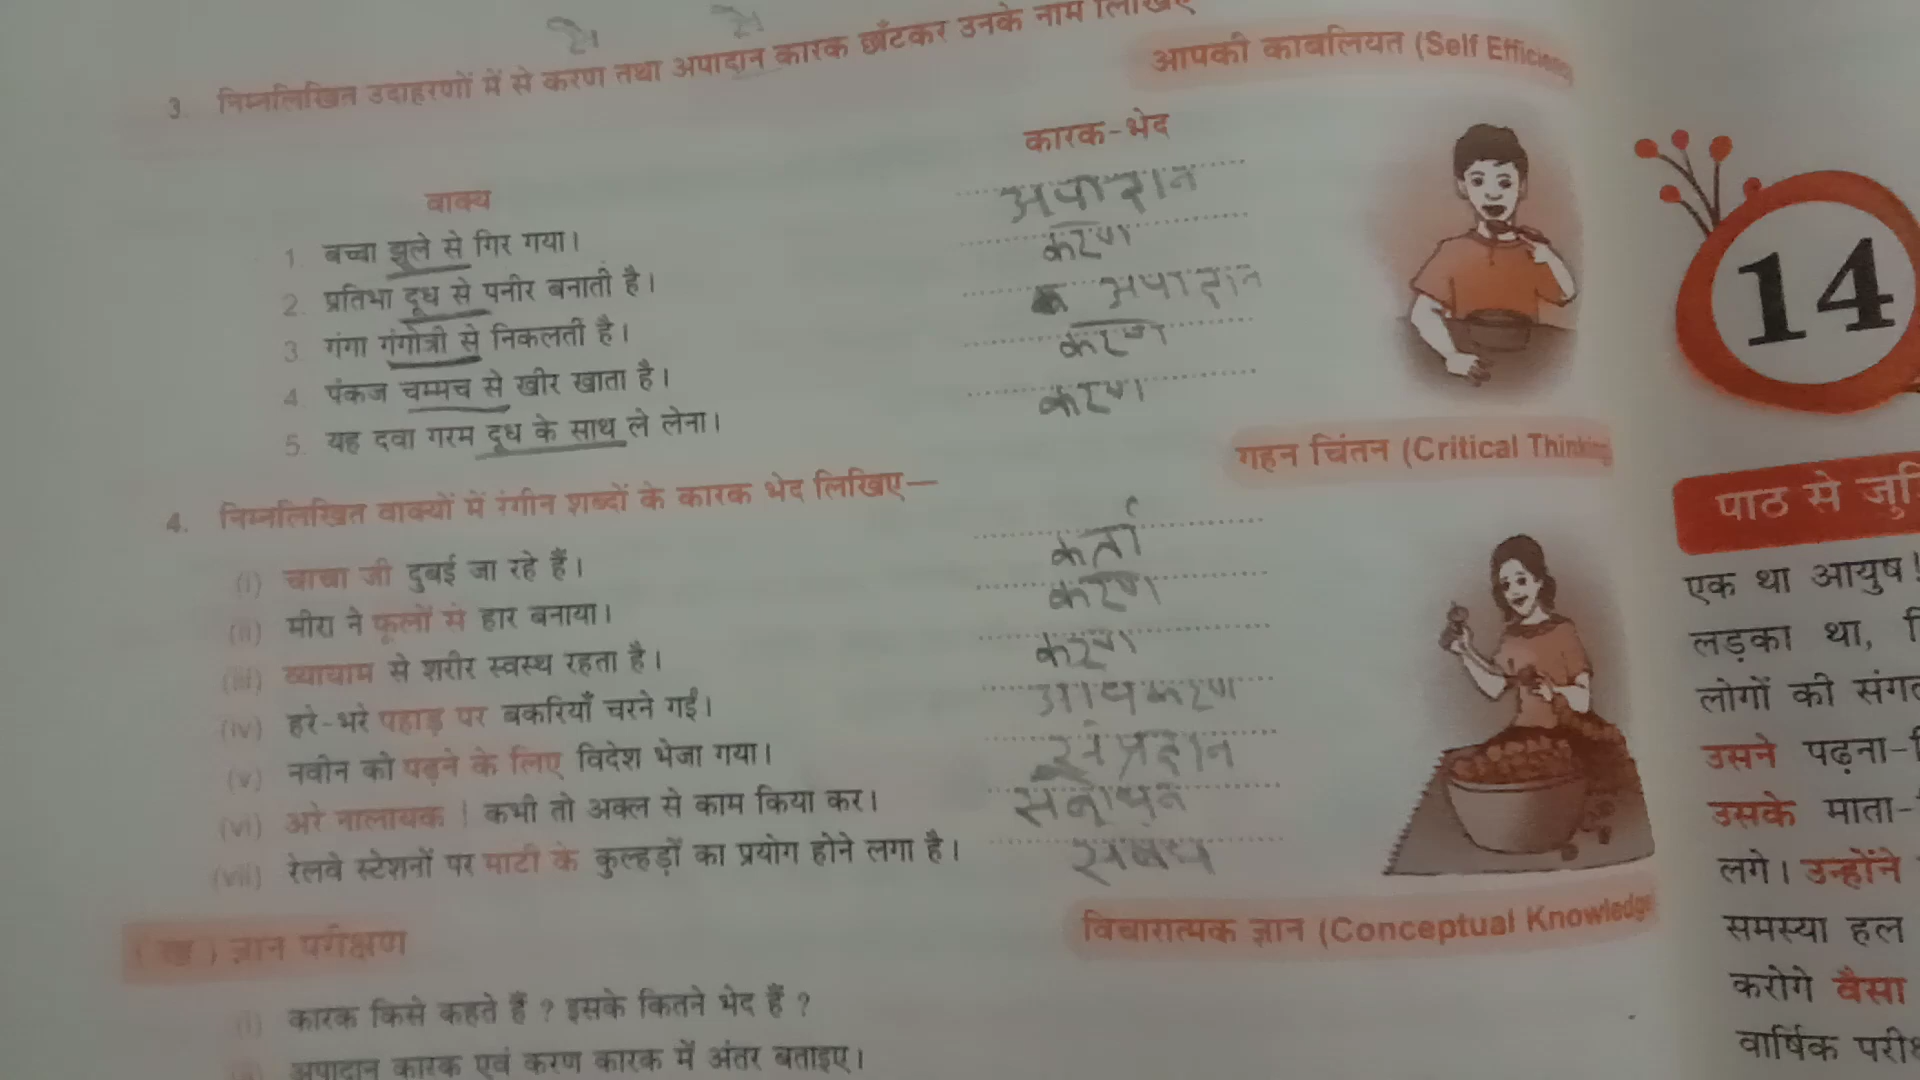 से से
3. निम्नलिखित उदाहरणों में से करण तथा अपादान कारक छाँटकर उनके नाम लिखिए
आपकी काबलियत (Self Efficiency
वाक्य कारक-भेद
1. बच्चा झूले से गिर गया। अपादान
2. प्रतिभा दूध से पनीर बनाती है। करण
3. गंगा गंगोत्री से निकलती है। अपादान
4. पंकज चम्मच से खीर खाता है। करण
5. यह दवा गरम दूध के साथ ले लेना। करण
गहन चिंतन (Critical Thinking
4. निम्नलिखित वाक्यों में रंगीन शब्दों के कारक भेद लिखिए—
(i) चाचा जी दुबई जा रहे हैं। कर्ता
(ii) मीरा ने फूलों से हार बनाया। करण
(iii) व्यायाम से शरीर स्वस्थ रहता है। करण
(iv) हरे-भरे पहाड़ पर बकरियाँ चरने गईं।
(v) नवीन को पढ़ने के लिए विदेश भेजा गया। संप्रदान
(vi) अरे नालायक ! कभी तो अक्ल से काम किया कर।
(vii) रेलवे स्टेशनों पर माटी के कुल्हड़ों का प्रयोग होने लगा है।
(ख) ज्ञान परीक्षण विचारात्मक ज्ञान (Conceptual Knowledge
(i) कारक किसे कहते हैं ? इसके कितने भेद हैं ?
अपादान कारक एवं करण कारक में अंतर बताइए।
14
पाठ से
एक था आयुष!
लड़का था,
लोगों की
उसने पढ़ना-
उसके माता-
लगे। उन्होंने
समस्या हल
करोगे वैसा
वार्षिक